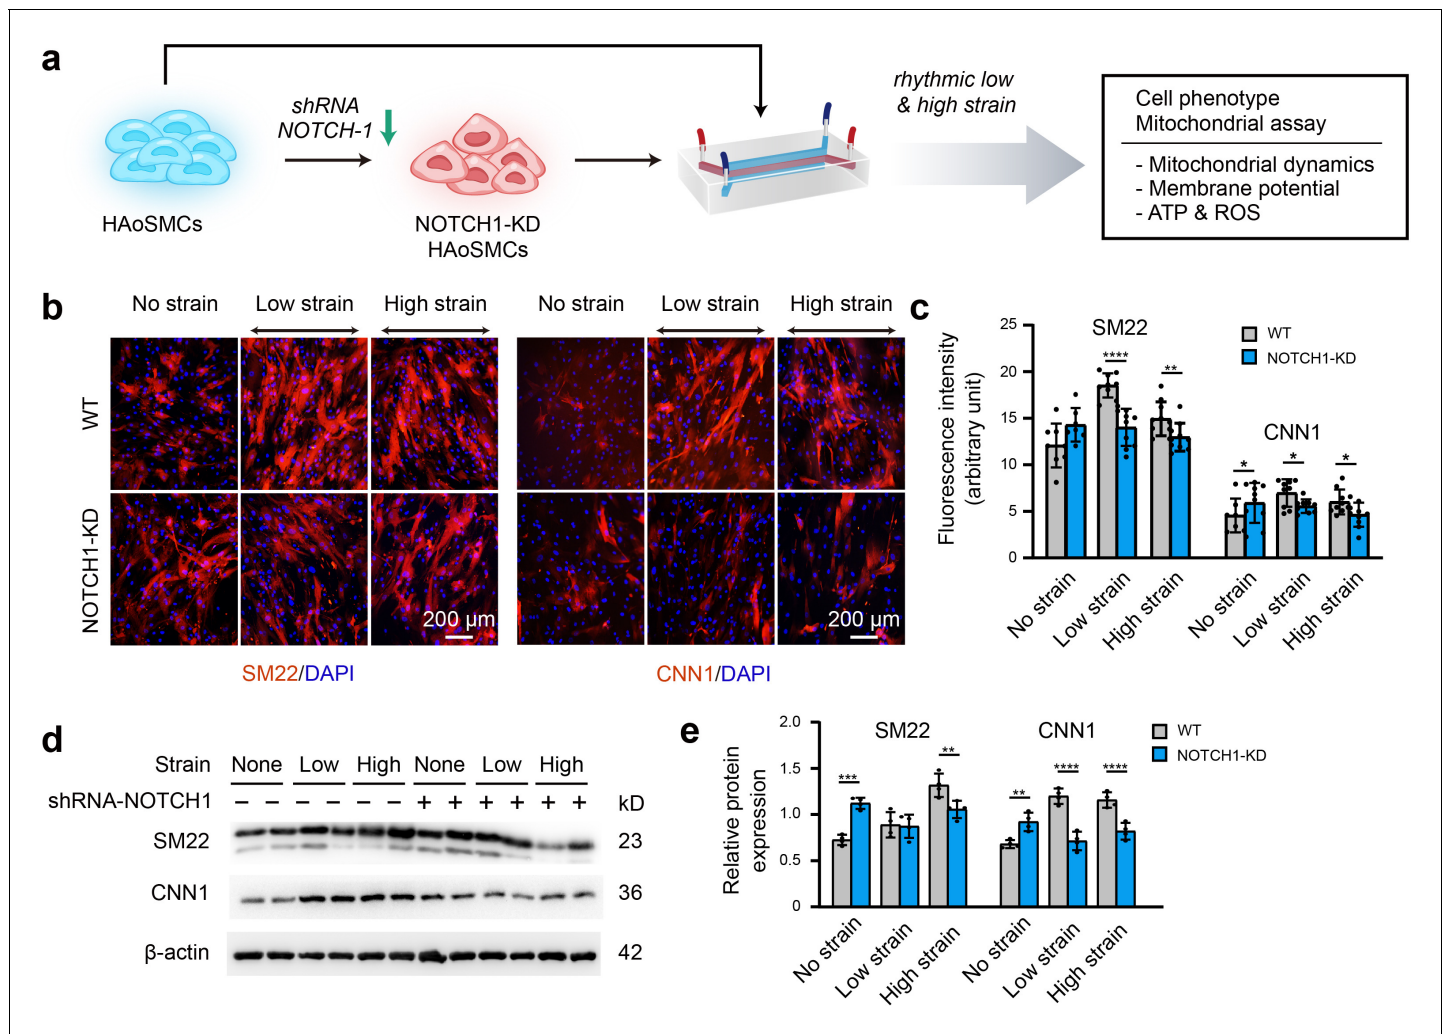 a
shRNA
NOTCH-1
HAoSMCs
NOTCH1-KD
HAoSMCs
rhythmic low
& high strain
Cell phenotype
Mitochondrial assay
- Mitochondrial dynamics
- Membrane potential
- ATP & ROS
b
No strain Low strain High strain No strain Low strain High strain
WT
NOTCH1-KD
200 μm
200 μm
SM22/DAPI
CNN1/DAPI
c
Fluorescence intensity
(arbitrary unit)
25
20
15
10
5
0
SM22
CNN1
WT
NOTCH1-KD
****
**
*
*
*
No strain
Low strain
High strain
No strain
Low strain
High strain
d
Strain None Low High None Low High
shRNA-NOTCH1 − − − − − − + + + + + + kD
SM22 23
CNN1 36
β-actin 42
e
Relative protein
expression
2.0
1.5
1.0
0.5
0
SM22
CNN1
WT
NOTCH1-KD
***
**
**
****
****
No strain
Low strain
High strain
No strain
Low strain
High strain